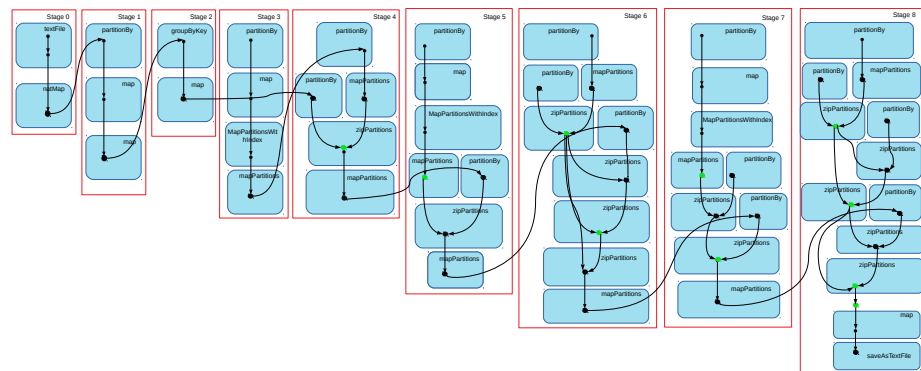 Stage 0
textFile
natMap
Stage 1
partitionBy
map
map
Stage 2
groupByKey
map
Stage 3
partitionBy
map
MapPartitionsWit
hIndex
mapPartitions
Stage 4
partitionBy
partitionBy
mapPartitions
zipPartitions
mapPartitions
Stage 5
partitionBy
map
MapPartitionsWithIndex
mapPartitions
partitionBy
zipPartitions
mapPartitions
Stage 6
partitionBy
partitionBy
mapPartitions
zipPartitions
partitionBy
zipPartitions
zipPartitions
zipPartitions
mapPartitions
Stage 7
partitionBy
map
MapPartitionsWithIndex
mapPartitions
partitionBy
zipPartitions
partitionBy
zipPartitions
mapPartitions
Stage 8
partitionBy
partitionBy
mapPartitions
zipPartitions
partitionBy
zipPartitions
zipPartitions
partitionBy
zipPartitions
zipPartitions
map
saveAsTextFile